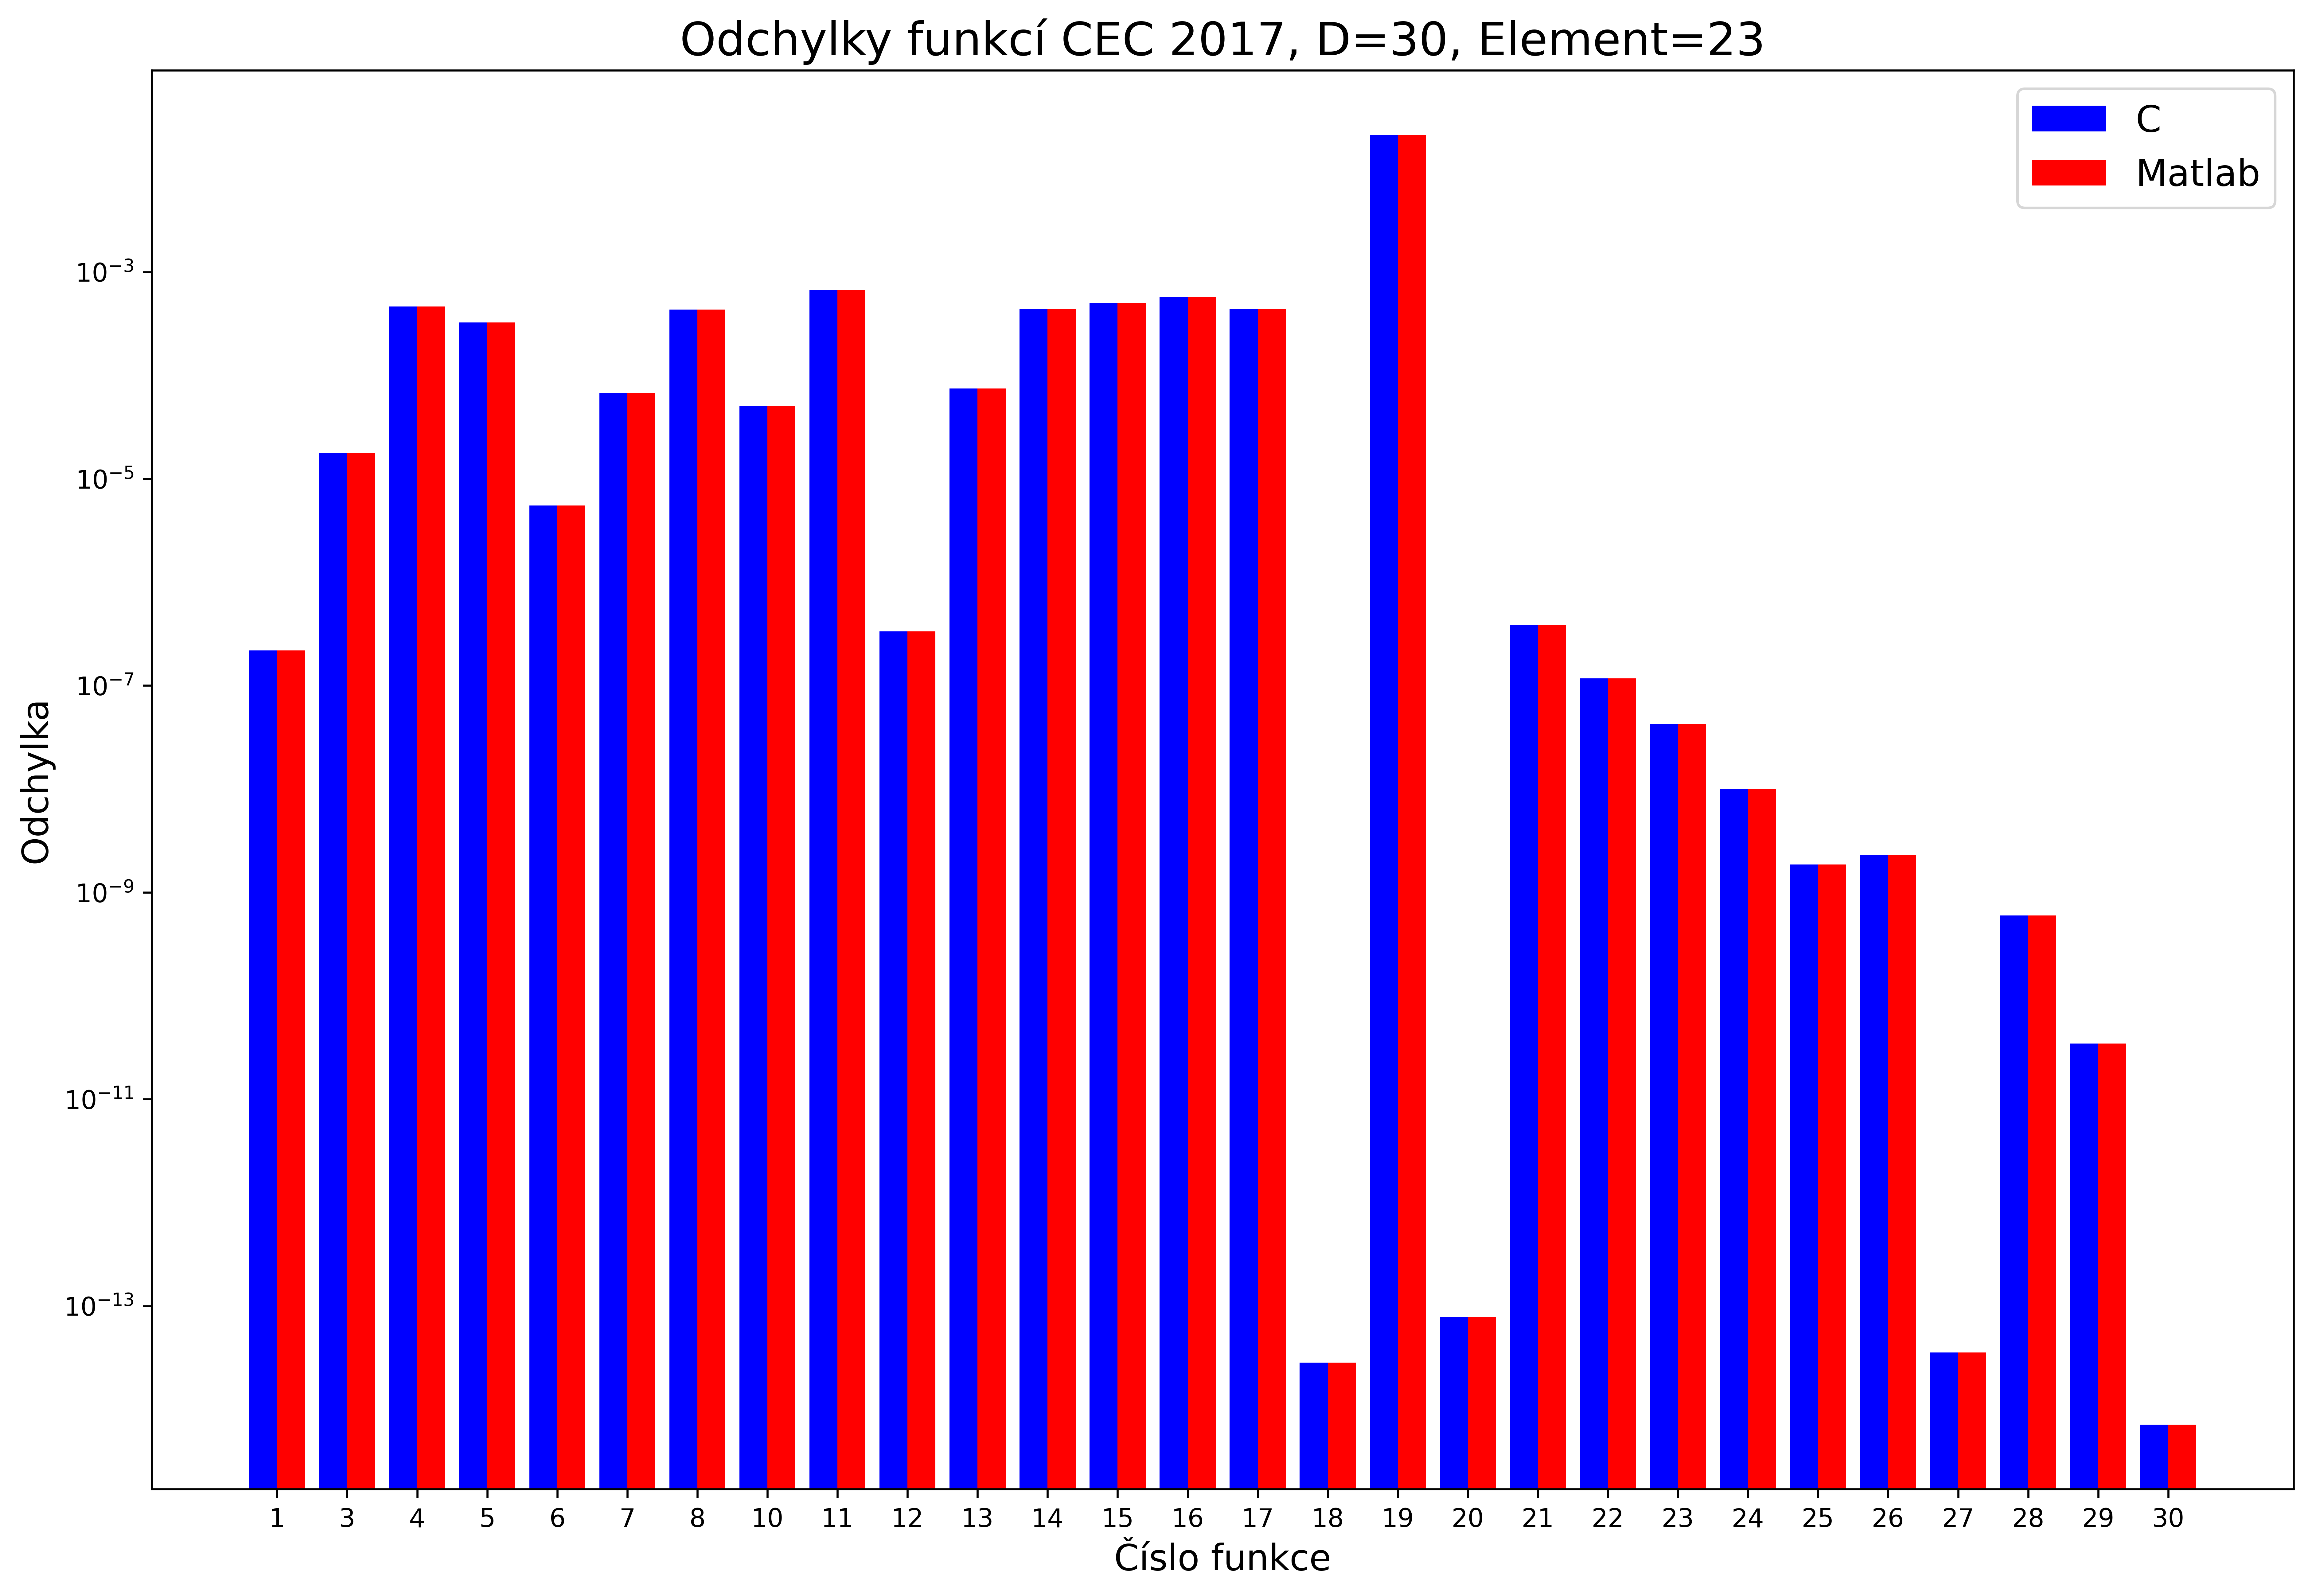 Odchylky funkcí CEC 2017, D=30, Element=23
C
Matlab
10⁻³
10⁻⁵
10⁻⁷
10⁻⁹
10⁻¹¹
10⁻¹³
Odchylka
1 3 4 5 6 7 8 10 11 12 13 14 15 16 17 18 19 20 21 22 23 24 25 26 27 28 29 30
Číslo funkce